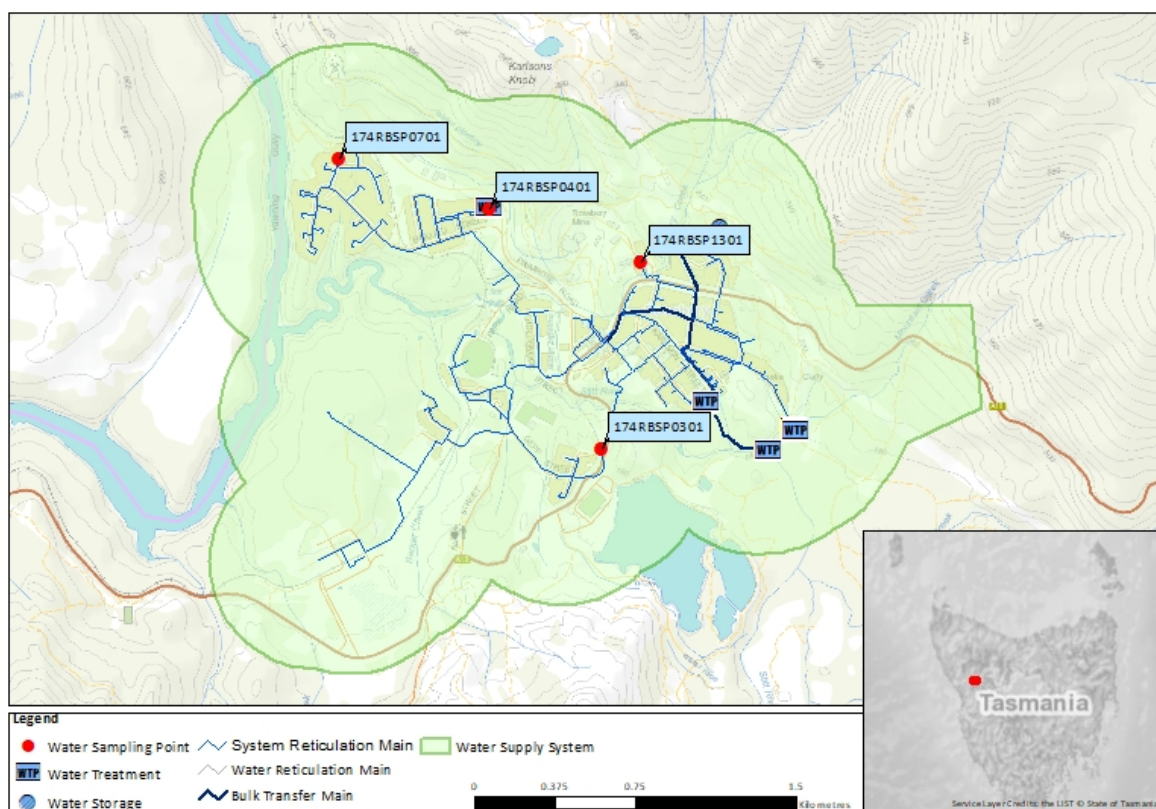 Karlsons
Knob
174RBSP0701
174RBSP0401
WTP
Rosebery
Mine
174RBSP1301
WTP
WTP
WTP
174RBSP0301
Tasmania
Service Layer Credits: the LIST © State of Tasmania
Legend
Water Sampling Point
System Reticulation Main
Water Supply System
WTP Water Treatment
Water Reticulation Main
Water Storage
Bulk Transfer Main
0 0.375 0.75 1.5
Kilometres